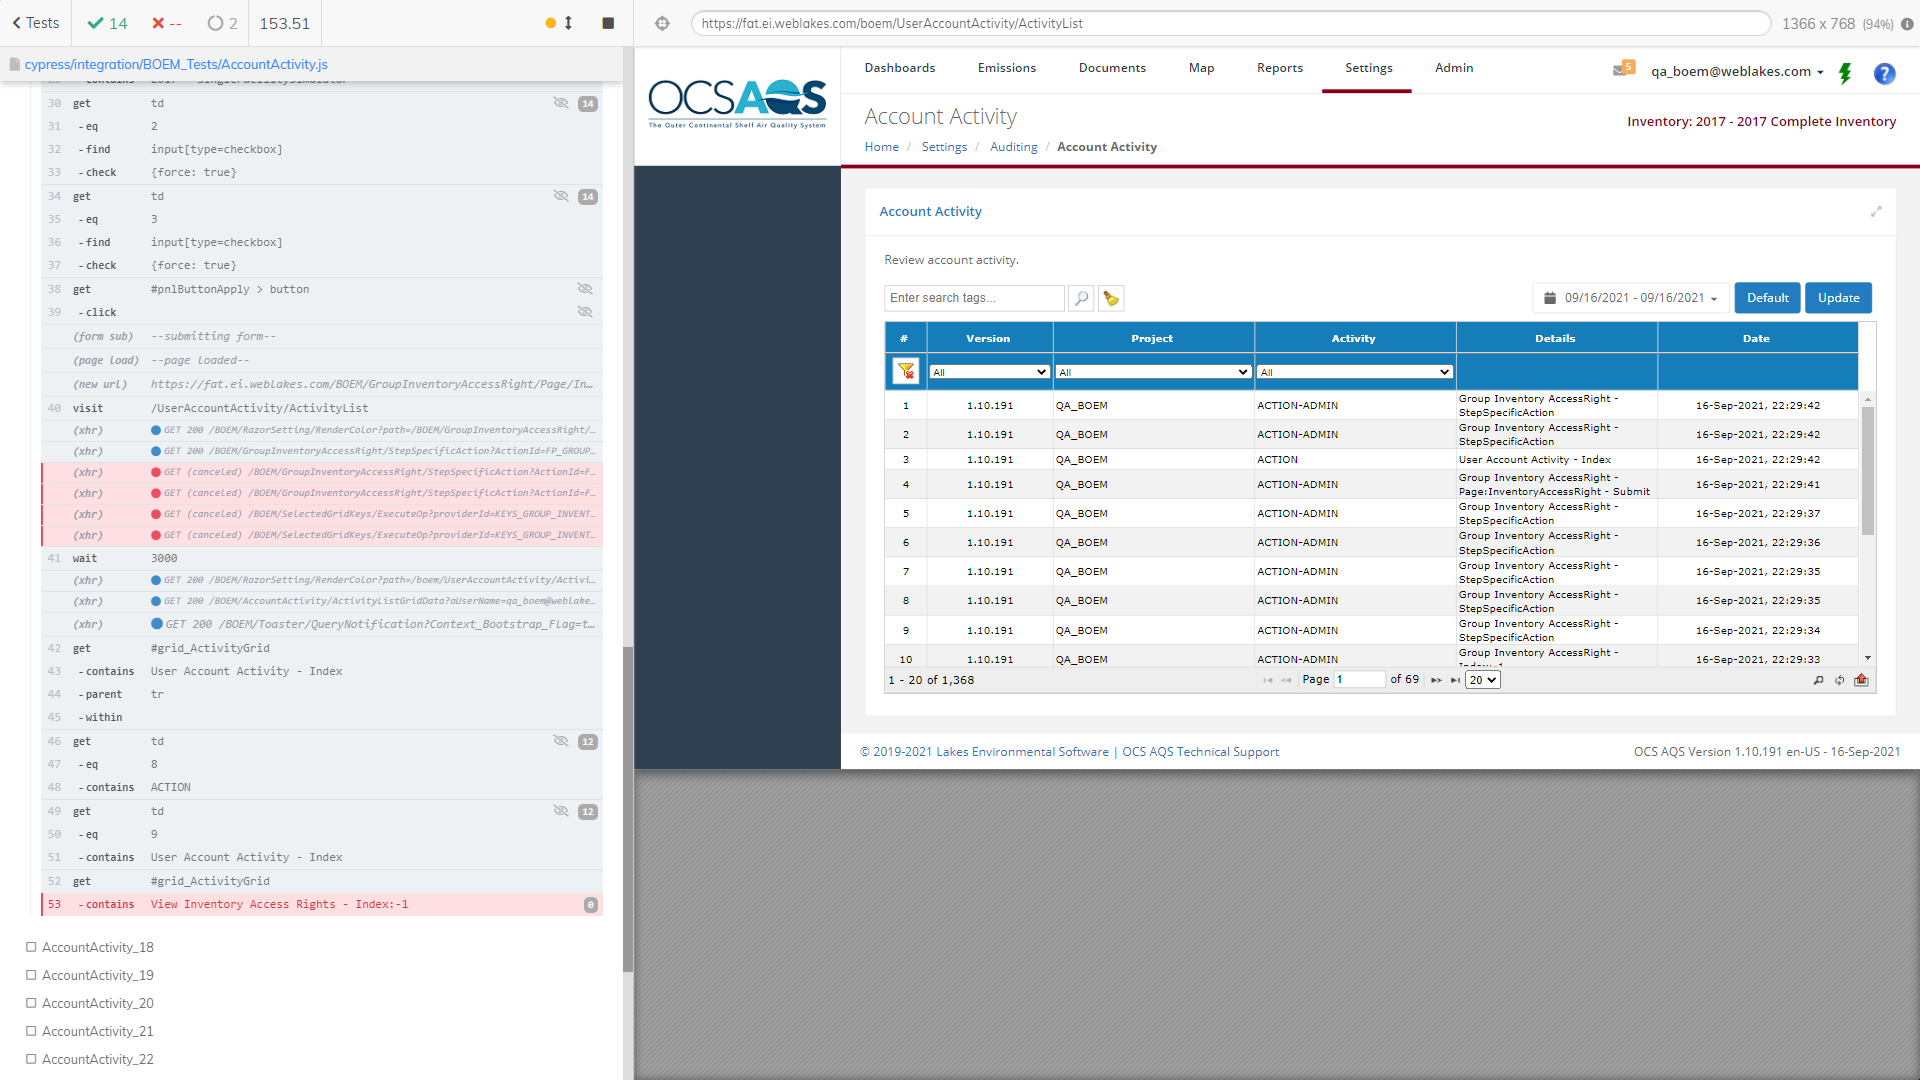 Tests
14
--
2
153.51
cypress/integration/BOEM_Tests/AccountActivity.js
30 get td 14
31 -eq 2
32 -find input[type=checkbox]
33 -check {force: true}
34 get td 14
35 -eq 3
36 -find input[type=checkbox]
37 -check {force: true}
38 get #pnlButtonApply > button
39 -click
(form sub) --submitting form--
(page load) --page loaded--
(new url) https://fat.ei.weblakes.com/BOEM/GroupInventoryAccessRight/Page/In...
40 visit /UserAccountActivity/ActivityList
(xhr) GET 200 /BOEM/RazorSetting/RenderColor?path=/BOEM/GroupInventoryAccessRight/...
(xhr) GET 200 /BOEM/GroupInventoryAccessRight/StepSpecificAction?ActionId=FP_GROUP...
(xhr) GET (canceled) /BOEM/GroupInventoryAccessRight/StepSpecificAction?ActionId=F...
(xhr) GET (canceled) /BOEM/GroupInventoryAccessRight/StepSpecificAction?ActionId=F...
(xhr) GET (canceled) /BOEM/SelectedGridKeys/ExecuteOp?providerId=KEYS_GROUP_INVENT...
(xhr) GET (canceled) /BOEM/SelectedGridKeys/ExecuteOp?providerId=KEYS_GROUP_INVENT...
41 wait 3000
(xhr) GET 200 /BOEM/RazorSetting/RenderColor?path=/boem/UserAccountActivity/Activi...
(xhr) GET 200 /BOEM/AccountActivity/ActivityListGridData?aUserName=qa_boem@weblake...
(xhr) GET 200 /BOEM/Toaster/QueryNotification?Context_Bootstrap_Flag=t...
42 get #grid_ActivityGrid
43 -contains User Account Activity - Index
44 -parent tr
45 -within
46 get td 12
47 -eq 8
48 -contains ACTION
49 get td 12
50 -eq 9
51 -contains User Account Activity - Index
52 get #grid_ActivityGrid
53 -contains View Inventory Access Rights - Index:-1 0
AccountActivity_18
AccountActivity_19
AccountActivity_20
AccountActivity_21
AccountActivity_22
https://fat.ei.weblakes.com/boem/UserAccountActivity/ActivityList
1366 x 768 (94%)
OCSAQS
The Outer Continental Shelf Air Quality System
Dashboards Emissions Documents Map Reports Settings Admin
5 qa_boem@weblakes.com ?
Account Activity
Inventory: 2017 - 2017 Complete Inventory
Home / Settings / Auditing / Account Activity
Account Activity
Review account activity.
Enter search tags...
09/16/2021 - 09/16/2021 Default Update
# Version Project Activity Details Date
All All All
1 1.10.191 QA_BOEM ACTION-ADMIN Group Inventory AccessRight - StepSpecificAction 16-Sep-2021, 22:29:42
2 1.10.191 QA_BOEM ACTION-ADMIN Group Inventory AccessRight - StepSpecificAction 16-Sep-2021, 22:29:42
3 1.10.191 QA_BOEM ACTION User Account Activity - Index 16-Sep-2021, 22:29:42
4 1.10.191 QA_BOEM ACTION-ADMIN Group Inventory AccessRight - Page:InventoryAccessRight - Submit 16-Sep-2021, 22:29:41
5 1.10.191 QA_BOEM ACTION-ADMIN Group Inventory AccessRight - StepSpecificAction 16-Sep-2021, 22:29:37
6 1.10.191 QA_BOEM ACTION-ADMIN Group Inventory AccessRight - StepSpecificAction 16-Sep-2021, 22:29:36
7 1.10.191 QA_BOEM ACTION-ADMIN Group Inventory AccessRight - StepSpecificAction 16-Sep-2021, 22:29:35
8 1.10.191 QA_BOEM ACTION-ADMIN Group Inventory AccessRight - StepSpecificAction 16-Sep-2021, 22:29:35
9 1.10.191 QA_BOEM ACTION-ADMIN Group Inventory AccessRight - StepSpecificAction 16-Sep-2021, 22:29:34
10 1.10.191 QA_BOEM ACTION-ADMIN Group Inventory AccessRight - 16-Sep-2021, 22:29:33
1 - 20 of 1,368 Page 1 of 69 20
© 2019-2021 Lakes Environmental Software | OCS AQS Technical Support
OCS AQS Version 1.10.191 en-US - 16-Sep-2021